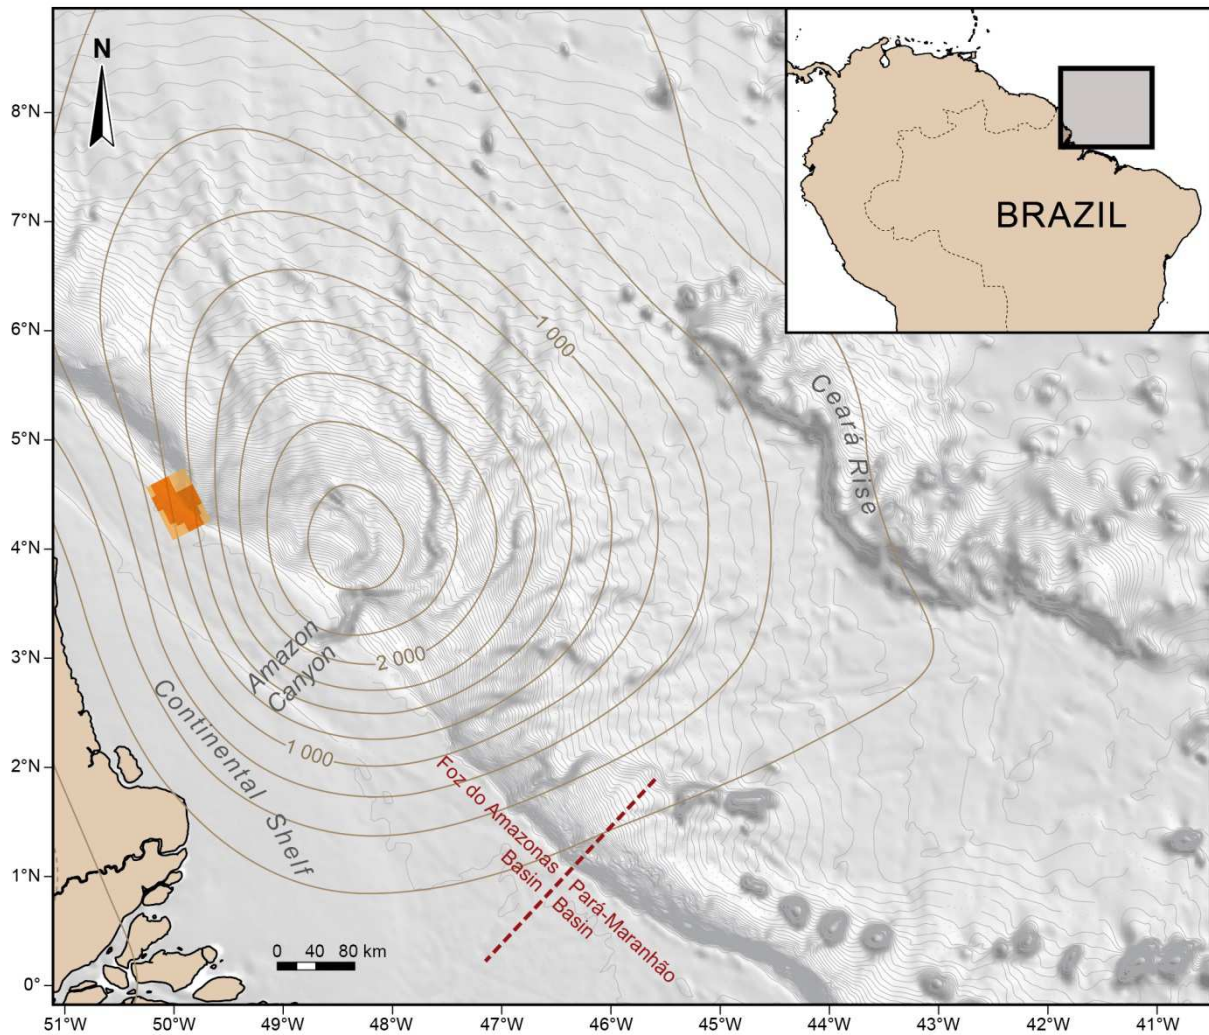 N
8°N
7°N
6°N
5°N
4°N
3°N
2°N
1°N
0°
BRAZIL
1 000
Ceará Rise
Amazon
Canyon
2 000
Continental Shelf
1 000
Foz do Amazonas
Basin
Pará-Maranhão
Basin
0 40 80 km
51°W 50°W 49°W 48°W 47°W 46°W 45°W 44°W 43°W 42°W 41°W